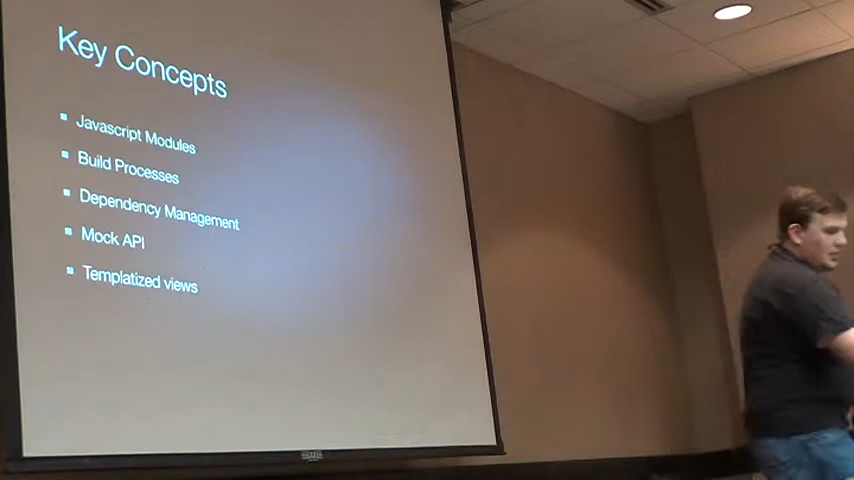 Key Concepts
Javascript Modules
Build Processes
Dependency Management
Mock API
Templatized views